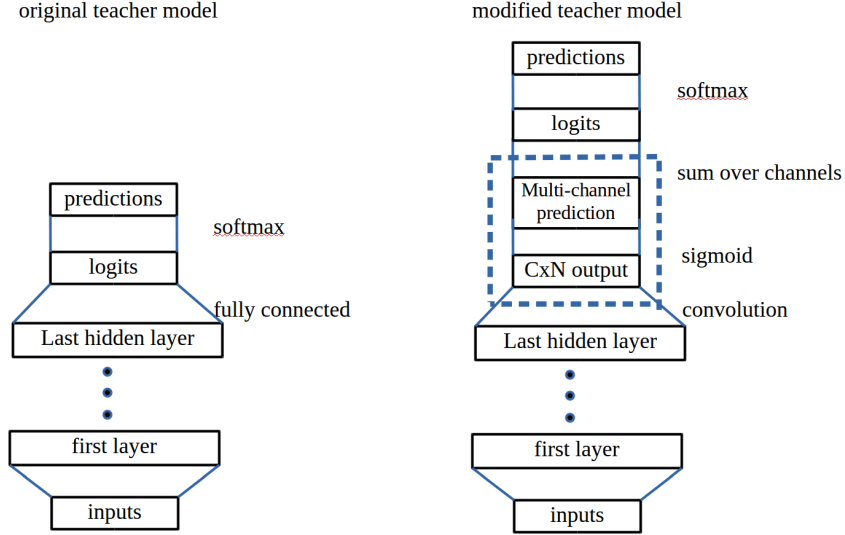 original teacher model
predictions
softmax
logits
fully connected
Last hidden layer
first layer
inputs
modified teacher model
predictions
softmax
logits
sum over channels
Multi-channel
prediction
sigmoid
CxN output
convolution
Last hidden layer
first layer
inputs